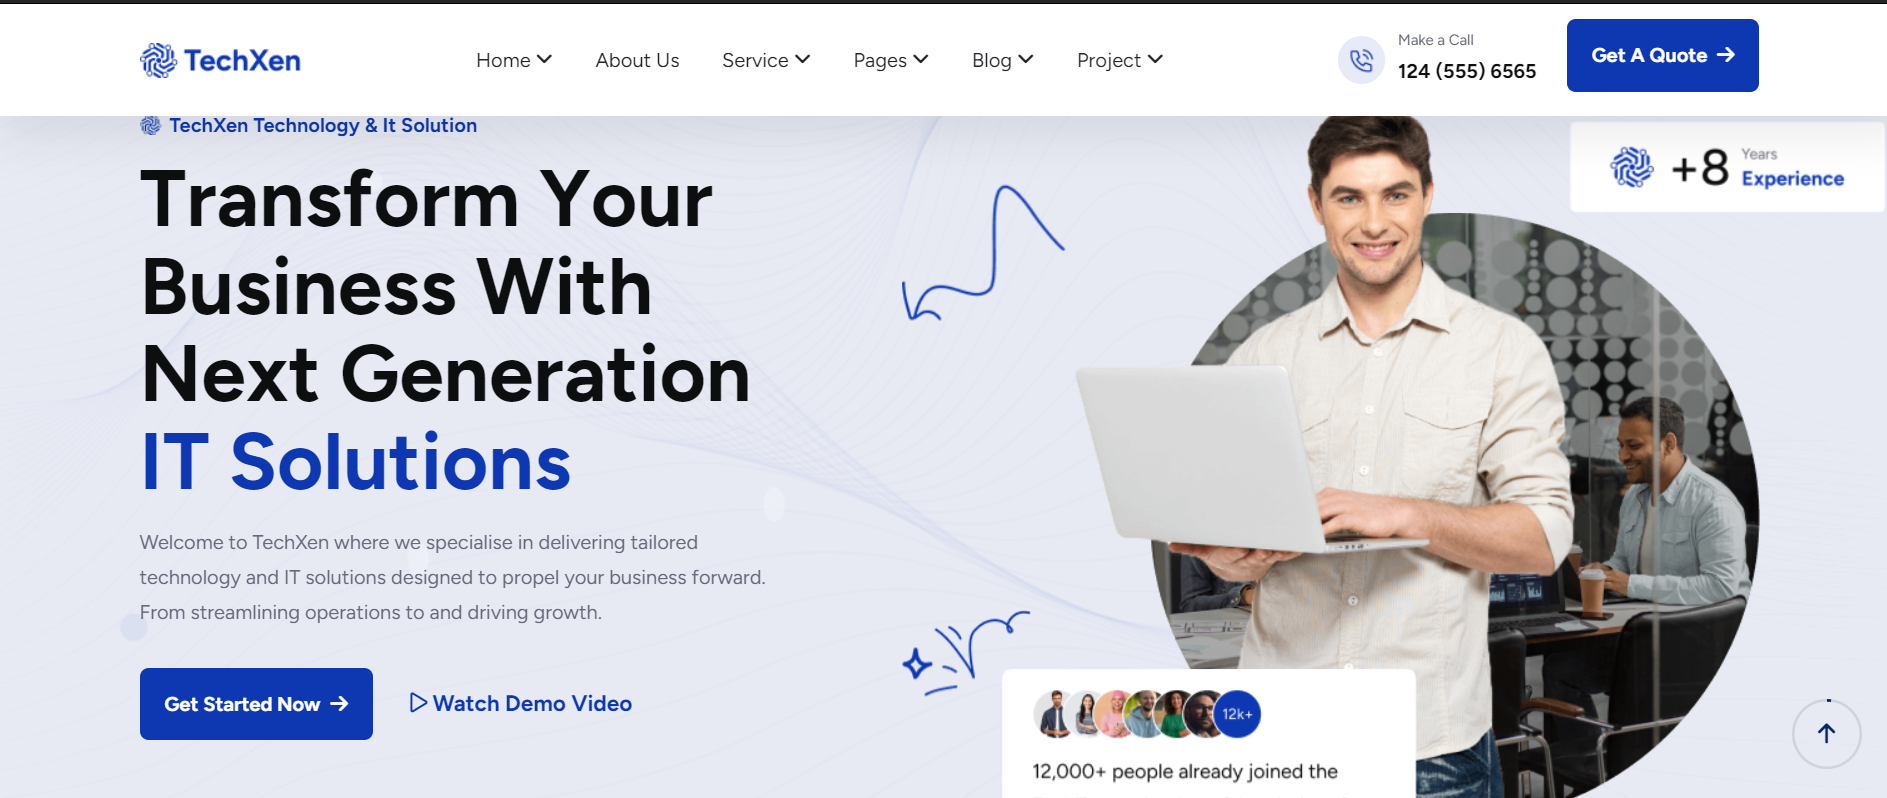 TechXen
Home
About Us
Service
Pages
Blog
Project
Make a Call
124 (555) 6565
Get A Quote
TechXen Technology & It Solution
Transform Your
Business With
Next Generation
IT Solutions
Welcome to TechXen where we specialise in delivering tailored
technology and IT solutions designed to propel your business forward.
From streamlining operations to and driving growth.
Get Started Now
Watch Demo Video
+8
Years
Experience
12k+
12,000+ people already joined the